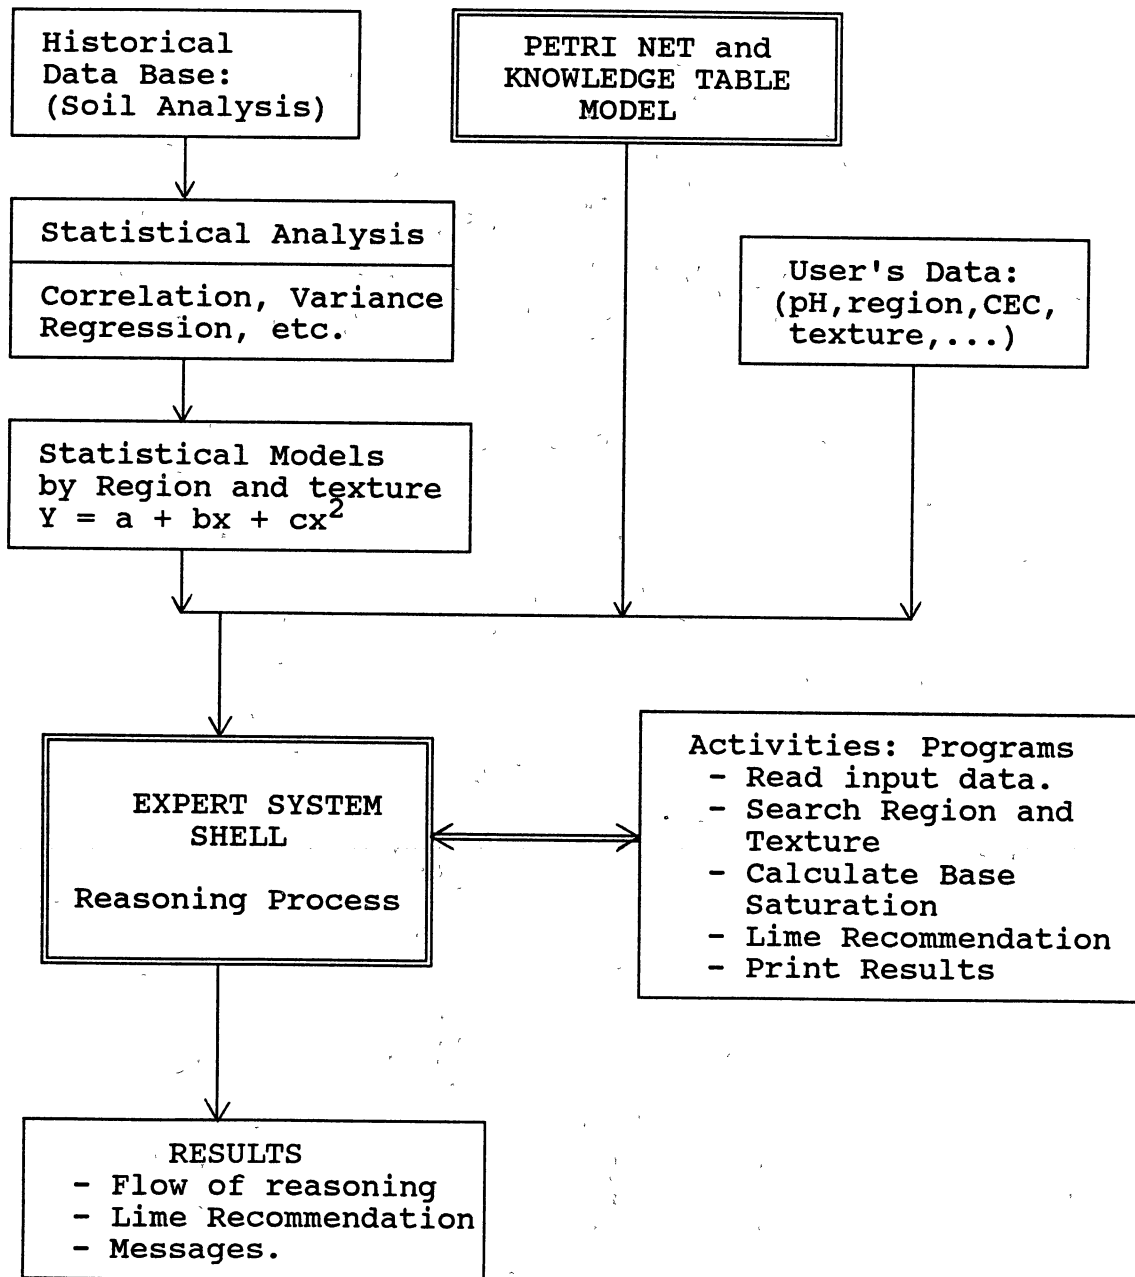 Historical
Data Base:
(Soil Analysis)
PETRI NET and
KNOWLEDGE TABLE
MODEL
Statistical Analysis
Correlation, Variance
Regression, etc.
User's Data:
(pH,region,CEC,
texture,...)
Statistical Models
by Region and texture
Y = a + bx + cx²
EXPERT SYSTEM
SHELL
Reasoning Process
Activities: Programs
- Read input data.
- Search Region and
Texture
- Calculate Base
Saturation
- Lime Recommendation
- Print Results
RESULTS
- Flow of reasoning
- Lime Recommendation
- Messages.